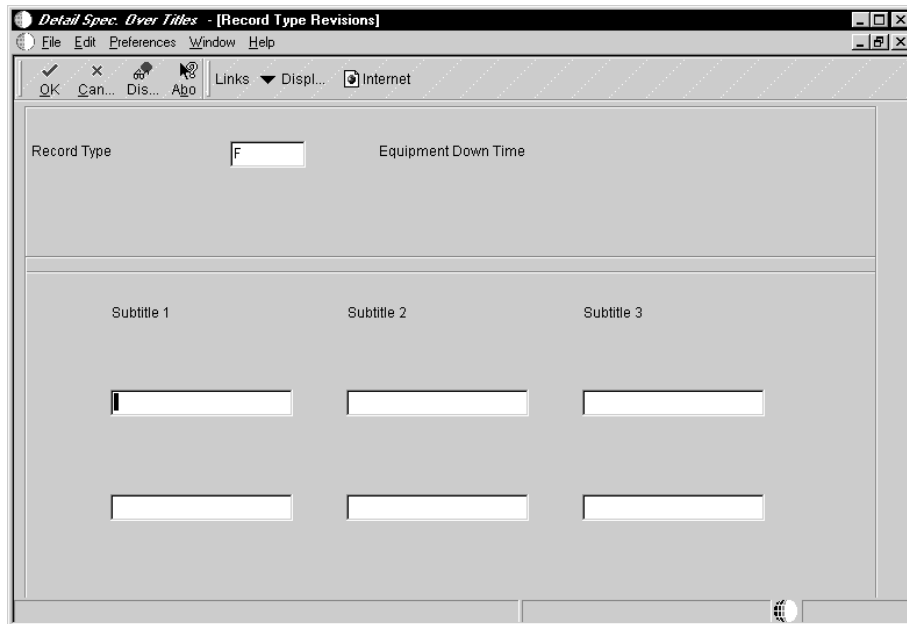 Detail Spec. Over Titles - [Record Type Revisions]
File Edit Preferences Window Help
OK Can... Dis... Abo Links Displ... Internet
Record Type F Equipment Down Time
Subtitle 1 Subtitle 2 Subtitle 3